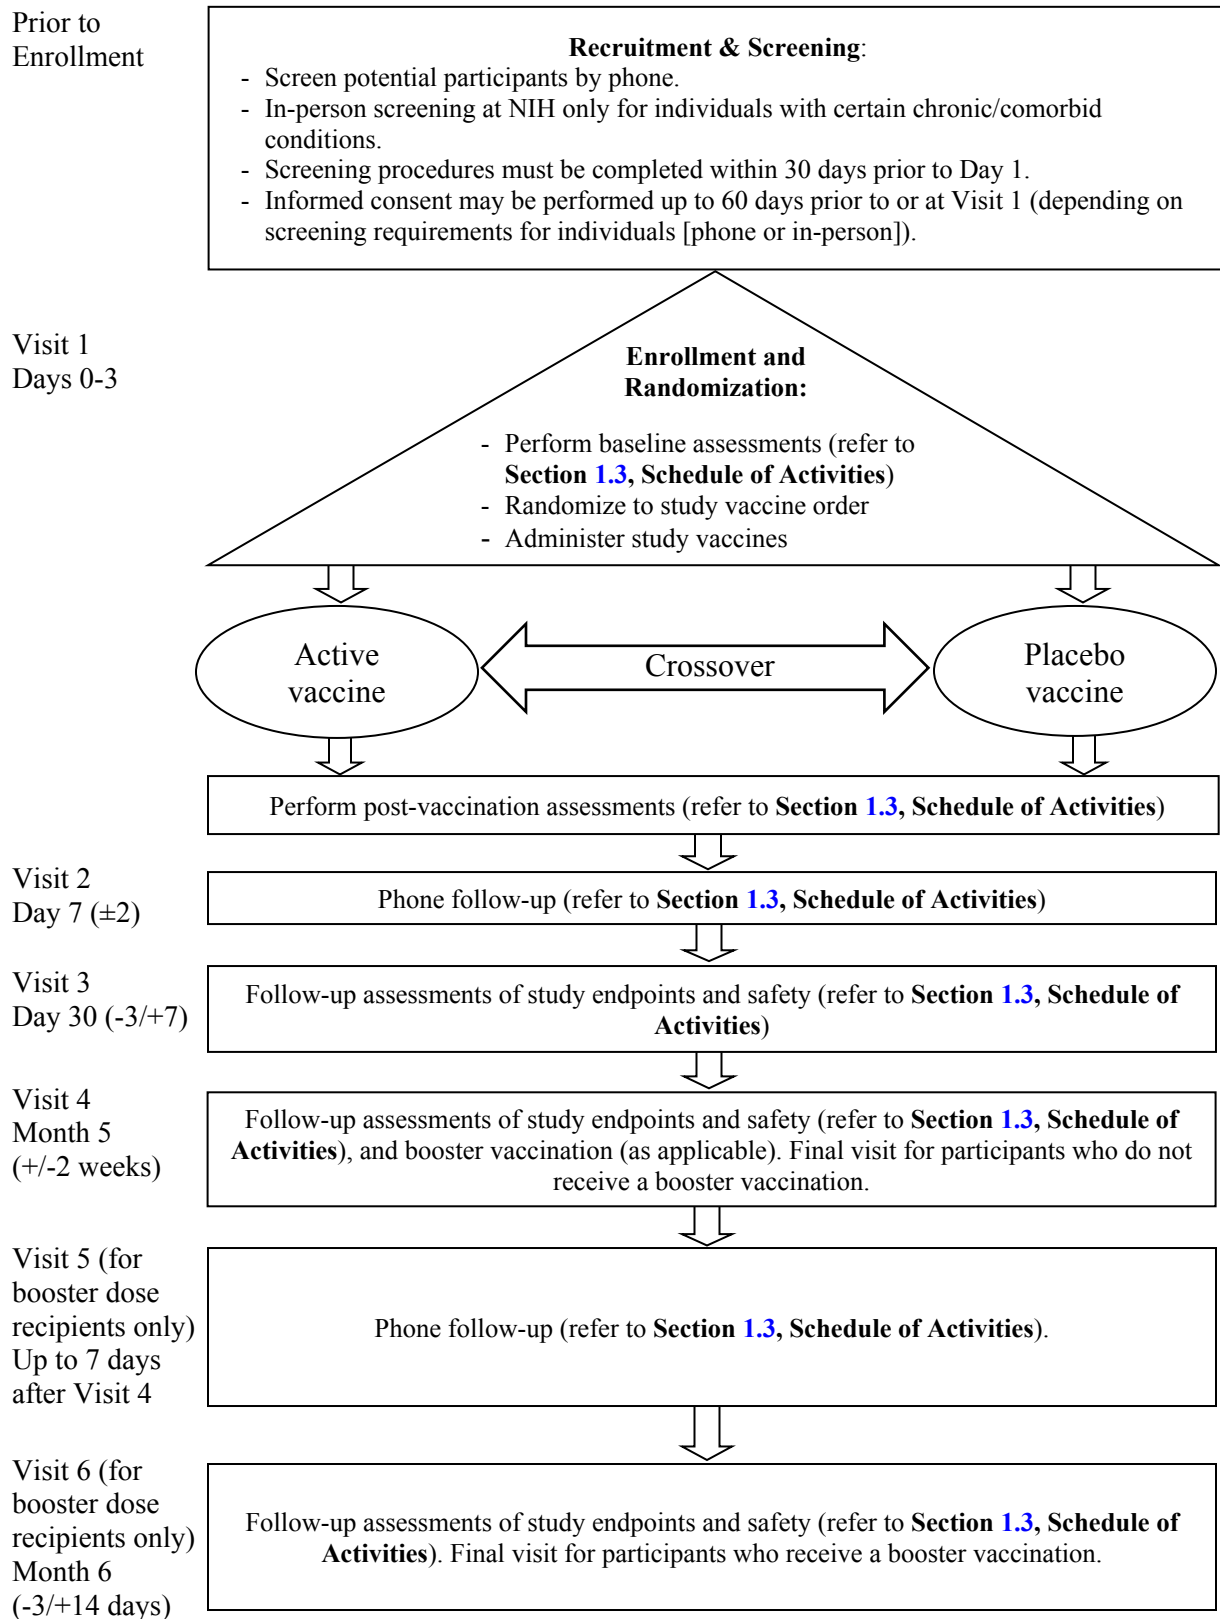 Prior to
Enrollment
Recruitment & Screening:
- Screen potential participants by phone.
- In-person screening at NIH only for individuals with certain chronic/comorbid
conditions.
- Screening procedures must be completed within 30 days prior to Day 1.
- Informed consent may be performed up to 60 days prior to or at Visit 1 (depending on
screening requirements for individuals [phone or in-person]).
Visit 1
Days 0-3
Enrollment and
Randomization:
- Perform baseline assessments (refer to
Section 1.3, Schedule of Activities)
- Randomize to study vaccine order
- Administer study vaccines
Active
vaccine
Crossover
Placebo
vaccine
Perform post-vaccination assessments (refer to Section 1.3, Schedule of Activities)
Visit 2
Day 7 (±2)
Phone follow-up (refer to Section 1.3, Schedule of Activities)
Visit 3
Day 30 (-3/+7)
Follow-up assessments of study endpoints and safety (refer to Section 1.3, Schedule of
Activities)
Visit 4
Month 5
(+/-2 weeks)
Follow-up assessments of study endpoints and safety (refer to Section 1.3, Schedule of
Activities), and booster vaccination (as applicable). Final visit for participants who do not
receive a booster vaccination.
Visit 5 (for
booster dose
recipients only)
Up to 7 days
after Visit 4
Phone follow-up (refer to Section 1.3, Schedule of Activities).
Visit 6 (for
booster dose
recipients only)
Month 6
(-3/+14 days)
Follow-up assessments of study endpoints and safety (refer to Section 1.3, Schedule of
Activities). Final visit for participants who receive a booster vaccination.